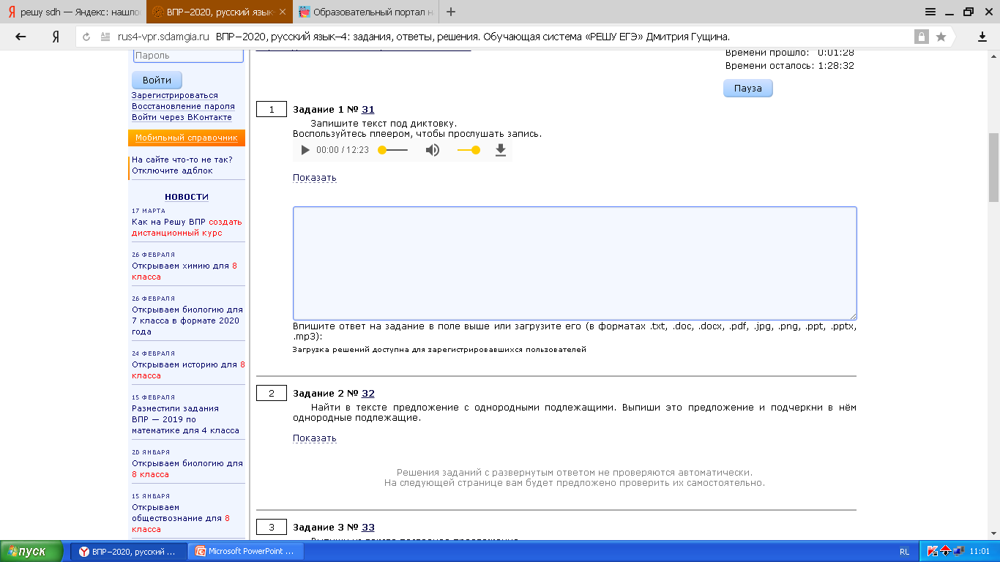 решу sdh — Яндекс: нашло
ВПР−2020, русский язык
Образовательный портал н
Я
rus4-vpr.sdamgia.ru ВПР−2020, русский язык−4: задания, ответы, решения. Обучающая система «РЕШУ ЕГЭ» Дмитрия Гущина.
Пароль
Войти
Зарегистрироваться
Восстановление пароля
Войти через ВКонтакте
Мобильный справочник
На сайте что-то не так?
Отключите адблок
НОВОСТИ
17 МАРТА
Как на Решу ВПР создать
дистанционный курс
26 ФЕВРАЛЯ
Открываем химию для 8
класса
26 ФЕВРАЛЯ
Открываем биологию для
7 класса в формате 2020
года
24 ФЕВРАЛЯ
Открываем историю для 8
класса
15 ФЕВРАЛЯ
Разместили задания
ВПР — 2019 по
математике для 4 класса
20 ЯНВАРЯ
Открываем биологию для
8 класса
15 ЯНВАРЯ
Открываем
обществознание для 8
класса
Времени прошло: 0:01:28
Времени осталось: 1:28:32
Пауза
1 Задание 1 № 31
Запишите текст под диктовку.
Воспользуйтесь плеером, чтобы прослушать запись.
00:00 / 12:23
Показать
Впишите ответ на задание в поле выше или загрузите его (в форматах .txt, .doc, .docx, .pdf, .jpg, .png, .ppt, .pptx,
.mp3):
Загрузка решений доступна для зарегистрировавшихся пользователей
2 Задание 2 № 32
Найти в тексте предложение с однородными подлежащими. Выпиши это предложение и подчеркни в нём
однородные подлежащие.
Показать
Решения заданий с развернутым ответом не проверяются автоматически.
На следующей странице вам будет предложено проверить их самостоятельно.
3 Задание 3 № 33
пуск
ВПР−2020, русский ...
Microsoft PowerPoint ...
RL
11:01